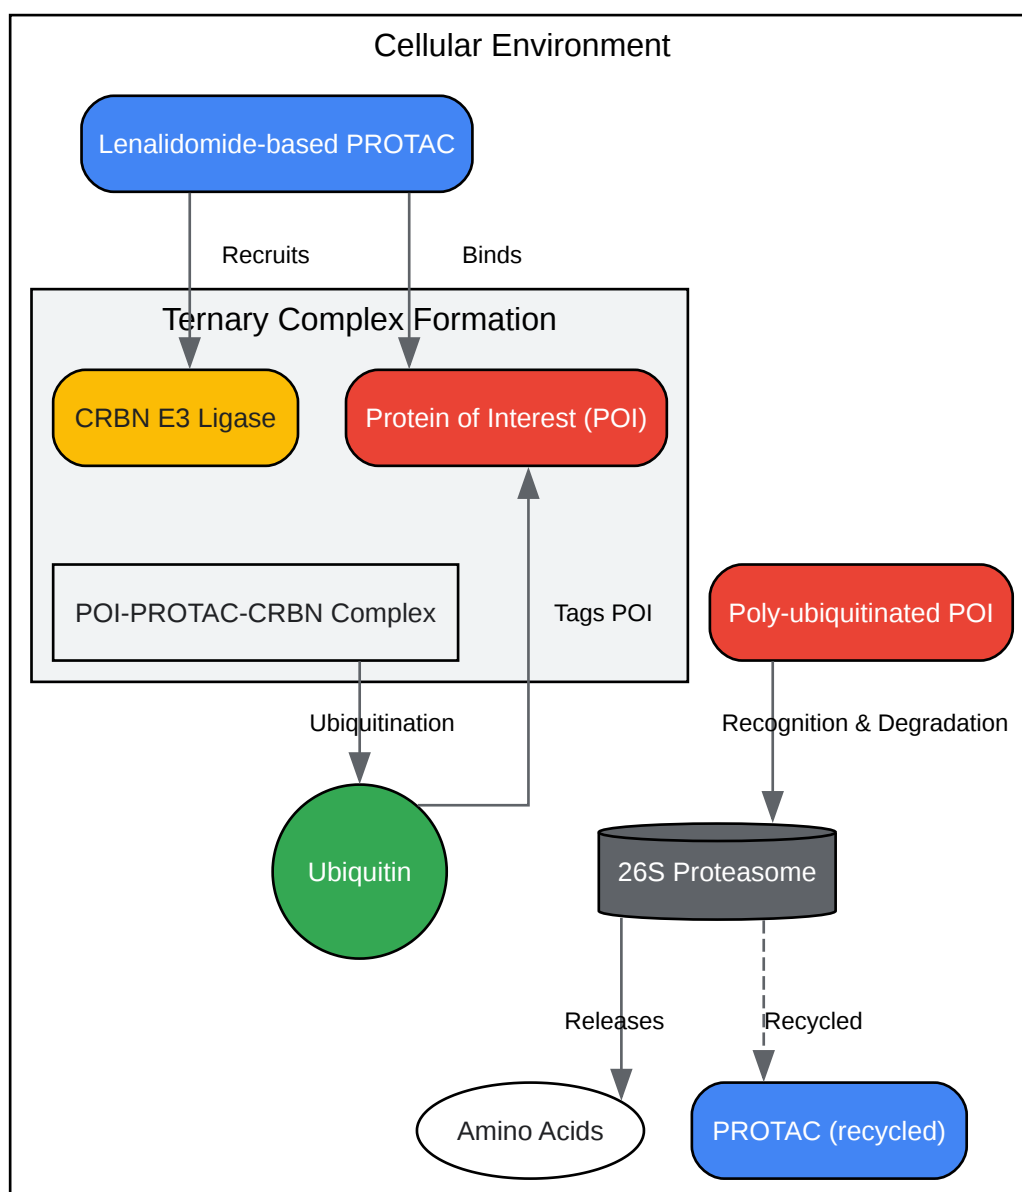 Cellular Environment
Lenalidomide-based PROTAC
Recruits
Binds
Ternary Complex Formation
CRBN E3 Ligase
Protein of Interest (POI)
POI-PROTAC-CRBN Complex
Tags POI
Poly-ubiquitinated POI
Ubiquitination
Recognition & Degradation
Ubiquitin
26S Proteasome
Releases
Recycled
Amino Acids
PROTAC (recycled)